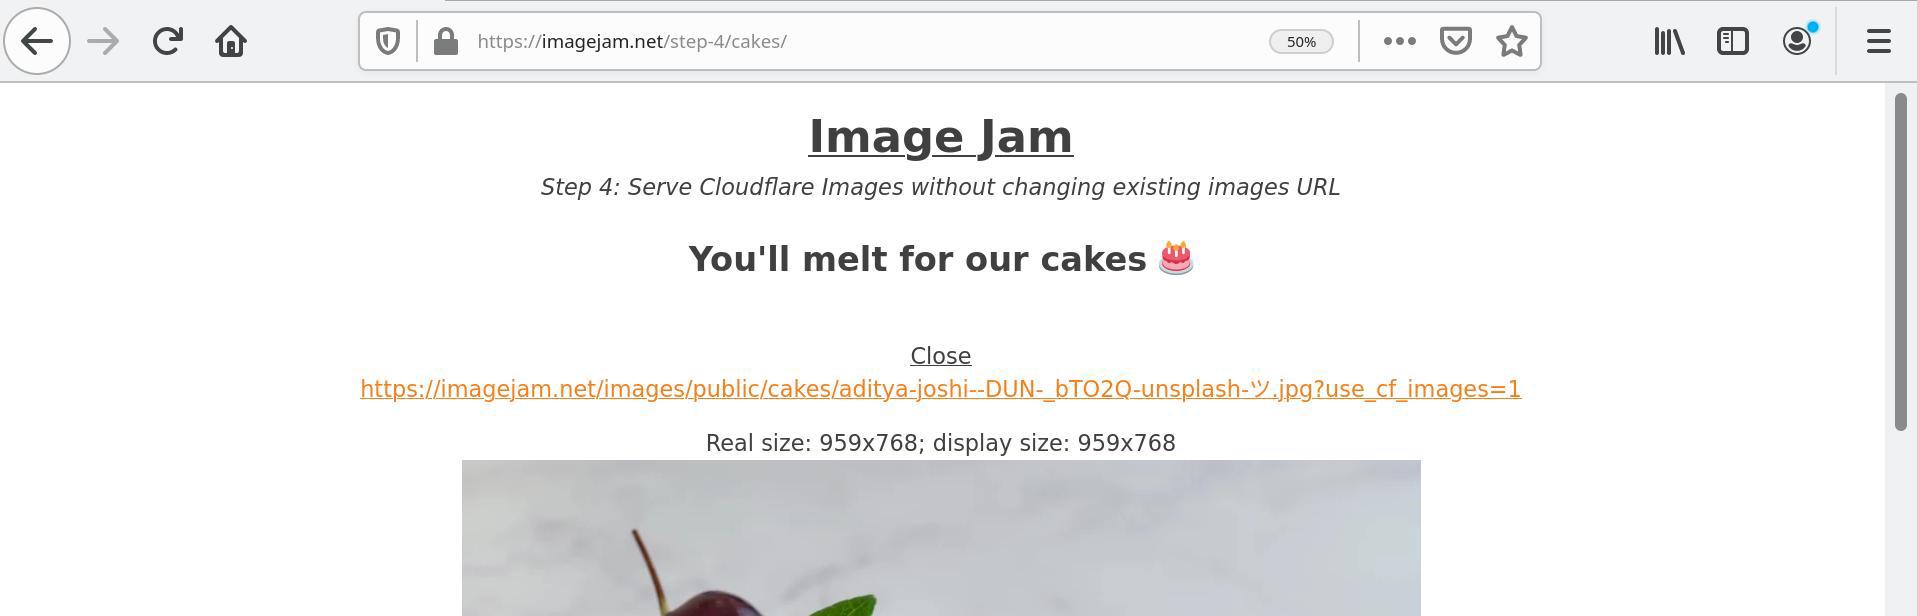 https://imagejam.net/step-4/cakes/
50%
Image Jam
Step 4: Serve Cloudflare Images without changing existing images URL
You'll melt for our cakes 🎂
Close
https://imagejam.net/images/public/cakes/aditya-joshi--DUN-_bTO2Q-unsplash-ツ.jpg?use_cf_images=1
Real size: 959x768; display size: 959x768